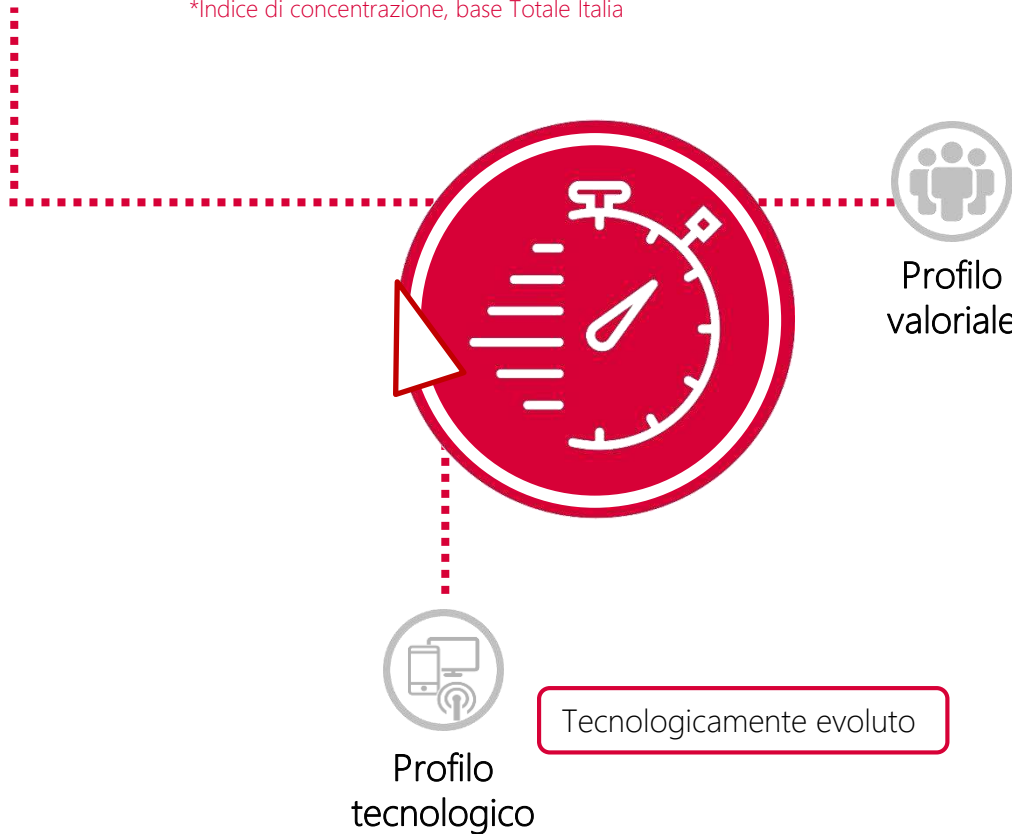 *Indice di concentrazione, base Totale Italia
Profilo
valoriale
Tecnologicamente evoluto
Profilo
tecnologico